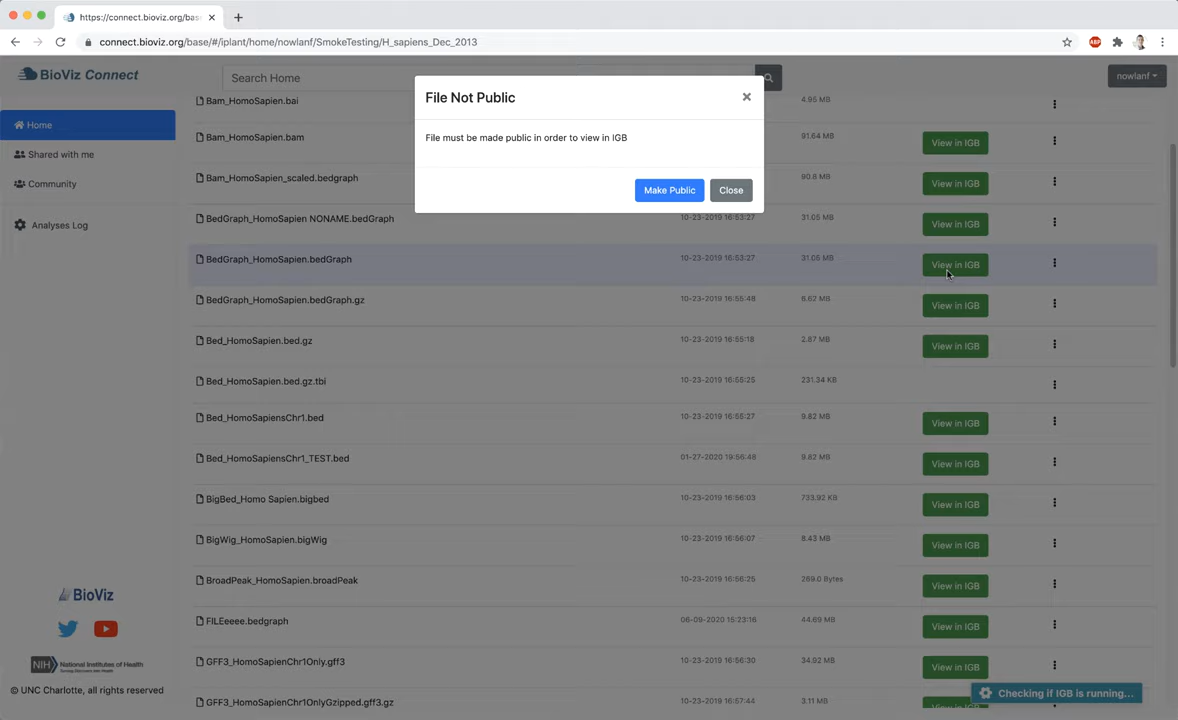 https://connect.bioviz.org/bas
connect.bioviz.org/base/#/iplant/home/nowlanf/SmokeTesting/H_sapiens_Dec_2013
ABP
BioViz Connect
Search Home
nowlanf
File Not Public
File must be made public in order to view in IGB
Make Public Close
Home
Shared with me
Community
Analyses Log
Bam_HomoSapien.bai 4.95 MB
Bam_HomoSapien.bam 91.64 MB View in IGB
Bam_HomoSapien_scaled.bedgraph 90.8 MB View in IGB
BedGraph_HomoSapien NONAME.bedGraph 10-23-2019 16:53:27 31.05 MB View in IGB
BedGraph_HomoSapien.bedGraph 10-23-2019 16:53:27 31.05 MB View in IGB
BedGraph_HomoSapien.bedGraph.gz 10-23-2019 16:55:48 6.62 MB View in IGB
Bed_HomoSapien.bed.gz 10-23-2019 16:55:18 2.87 MB View in IGB
Bed_HomoSapien.bed.gz.tbi 10-23-2019 16:55:25 231.34 KB
Bed_HomoSapiensChr1.bed 10-23-2019 16:55:27 9.82 MB View in IGB
Bed_HomoSapiensChr1_TEST.bed 01-27-2020 19:56:48 9.82 MB View in IGB
BigBed_Homo Sapien.bigbed 10-23-2019 16:56:03 733.92 KB View in IGB
BigWig_HomoSapien.bigWig 10-23-2019 16:56:07 8.43 MB View in IGB
BroadPeak_HomoSapien.broadPeak 10-23-2019 16:56:25 269.0 Bytes View in IGB
FILEeeee.bedgraph 06-09-2020 15:23:16 44.69 MB View in IGB
GFF3_HomoSapienChr1Only.gff3 10-23-2019 16:56:30 34.92 MB View in IGB
GFF3_HomoSapienChr1OnlyGzipped.gff3.gz 10-23-2019 16:57:44 3.11 MB View in IGB
Checking if IGB is running...
BioViz
NIH National Institutes of Health
Turning Discovery Into Health
© UNC Charlotte, all rights reserved